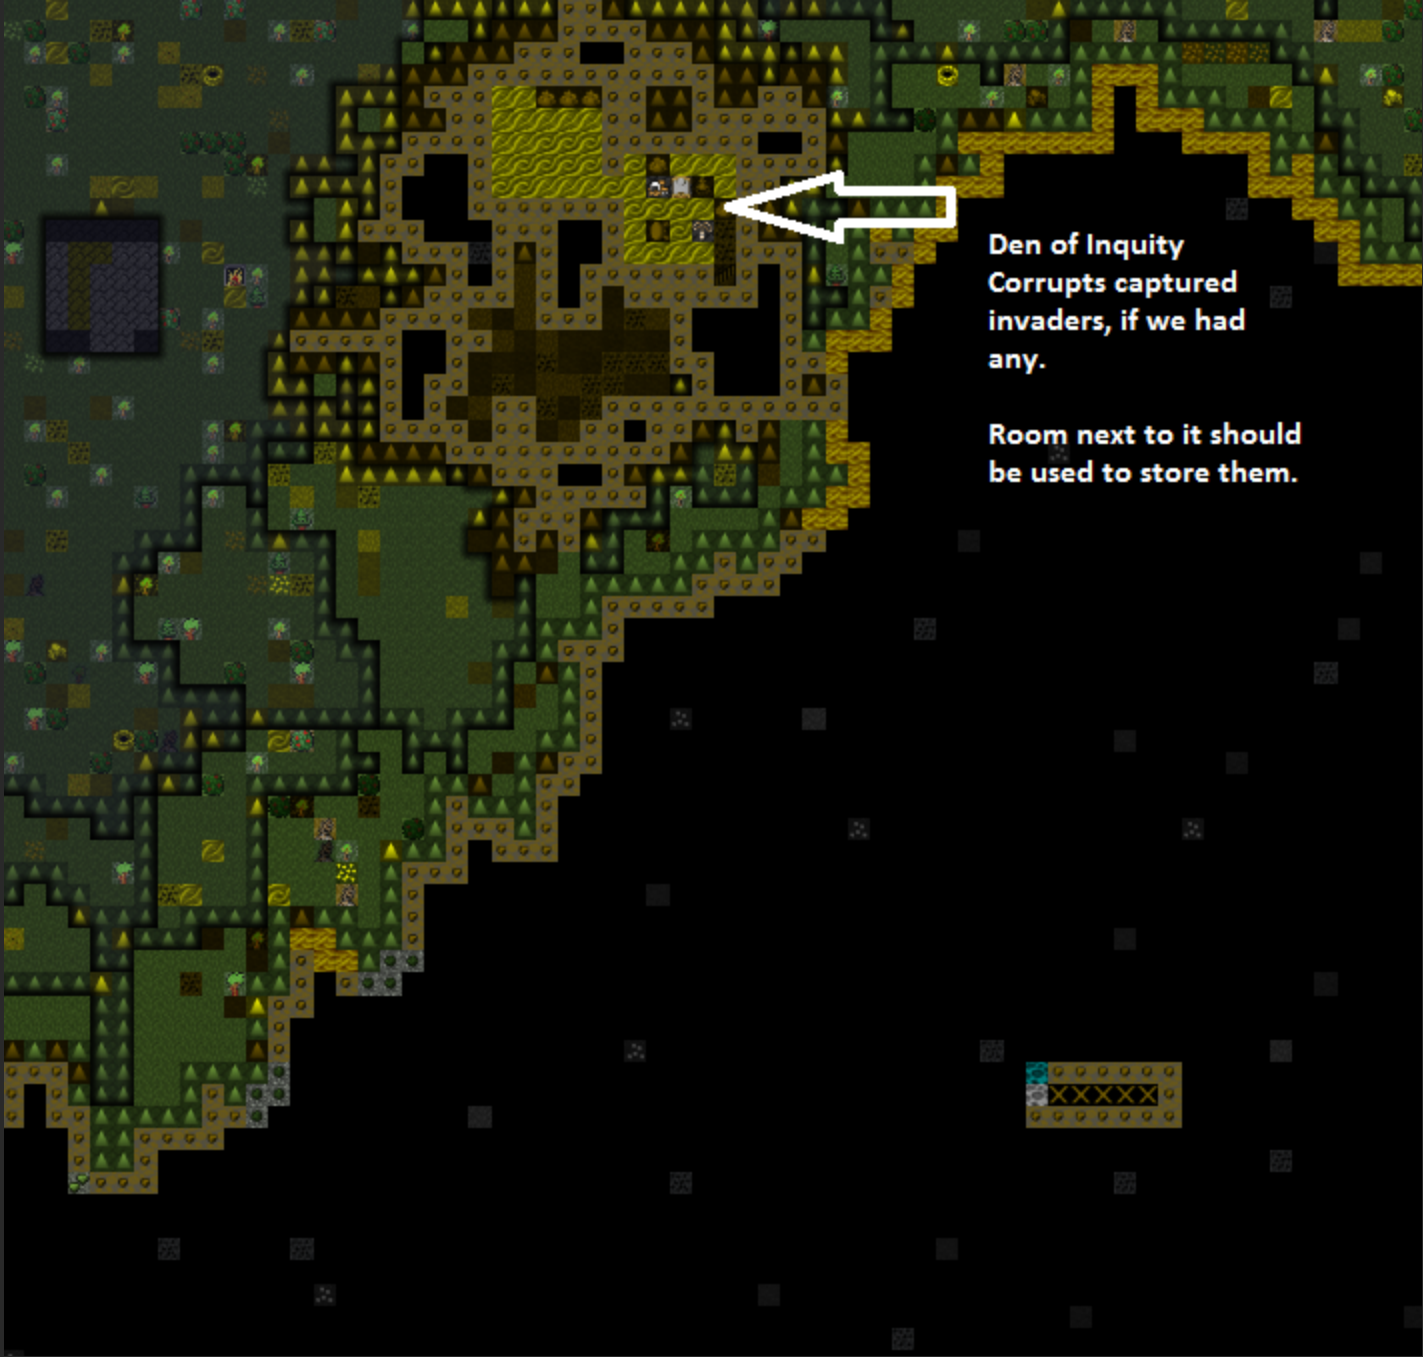 Den of Inquity
Corrupts captured
invaders, if we had
any.
Room next to it should
be used to store them.